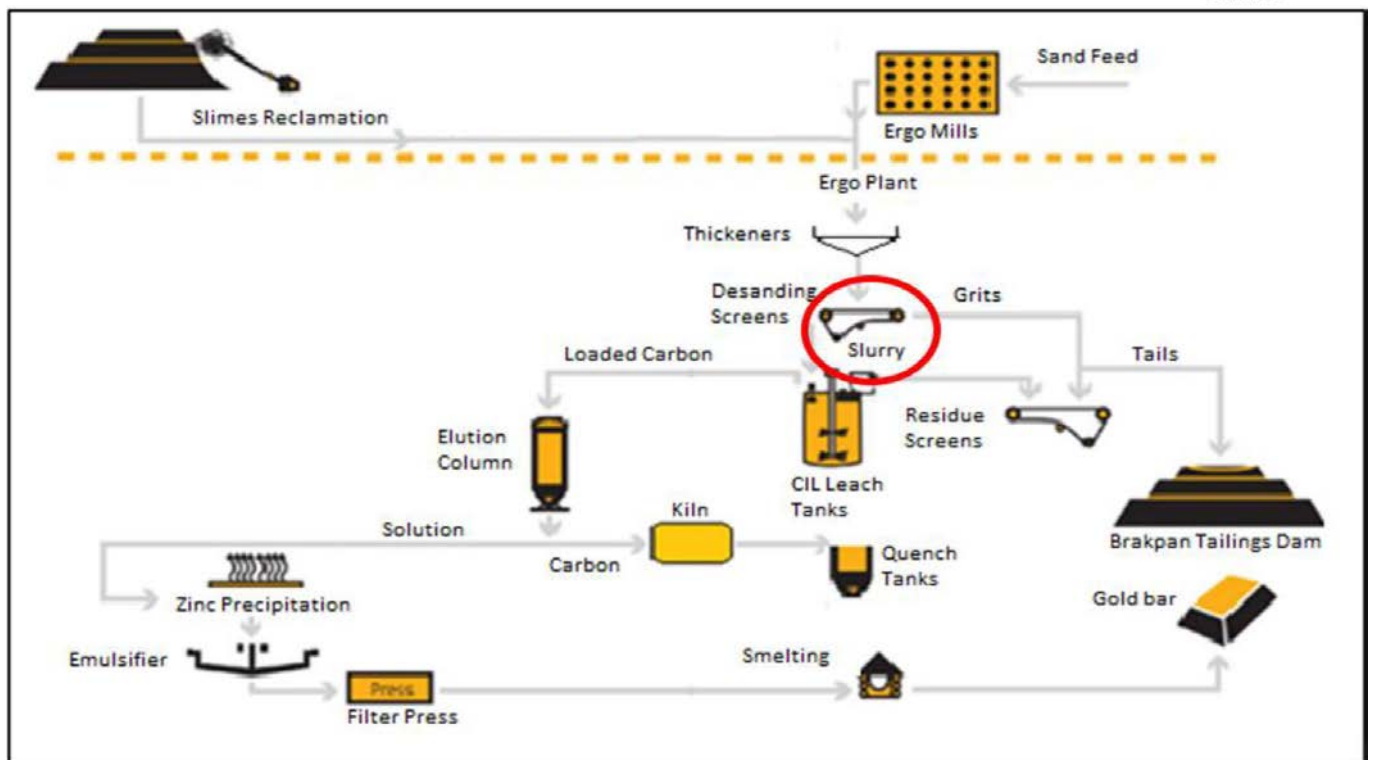 Sand Feed
Slimes Reclamation
Ergo Mills
Ergo Plant
Thickeners
Desanding
Screens
Grits
Slurry
Loaded Carbon
Tails
Residue
Screens
Elution
Column
CIL Leach
Tanks
Kiln
Solution
Carbon
Quench
Tanks
Brakpan Tailings Dam
Zinc Precipitation
Gold bar
Emulsifier
Smelting
Press
Filter Press